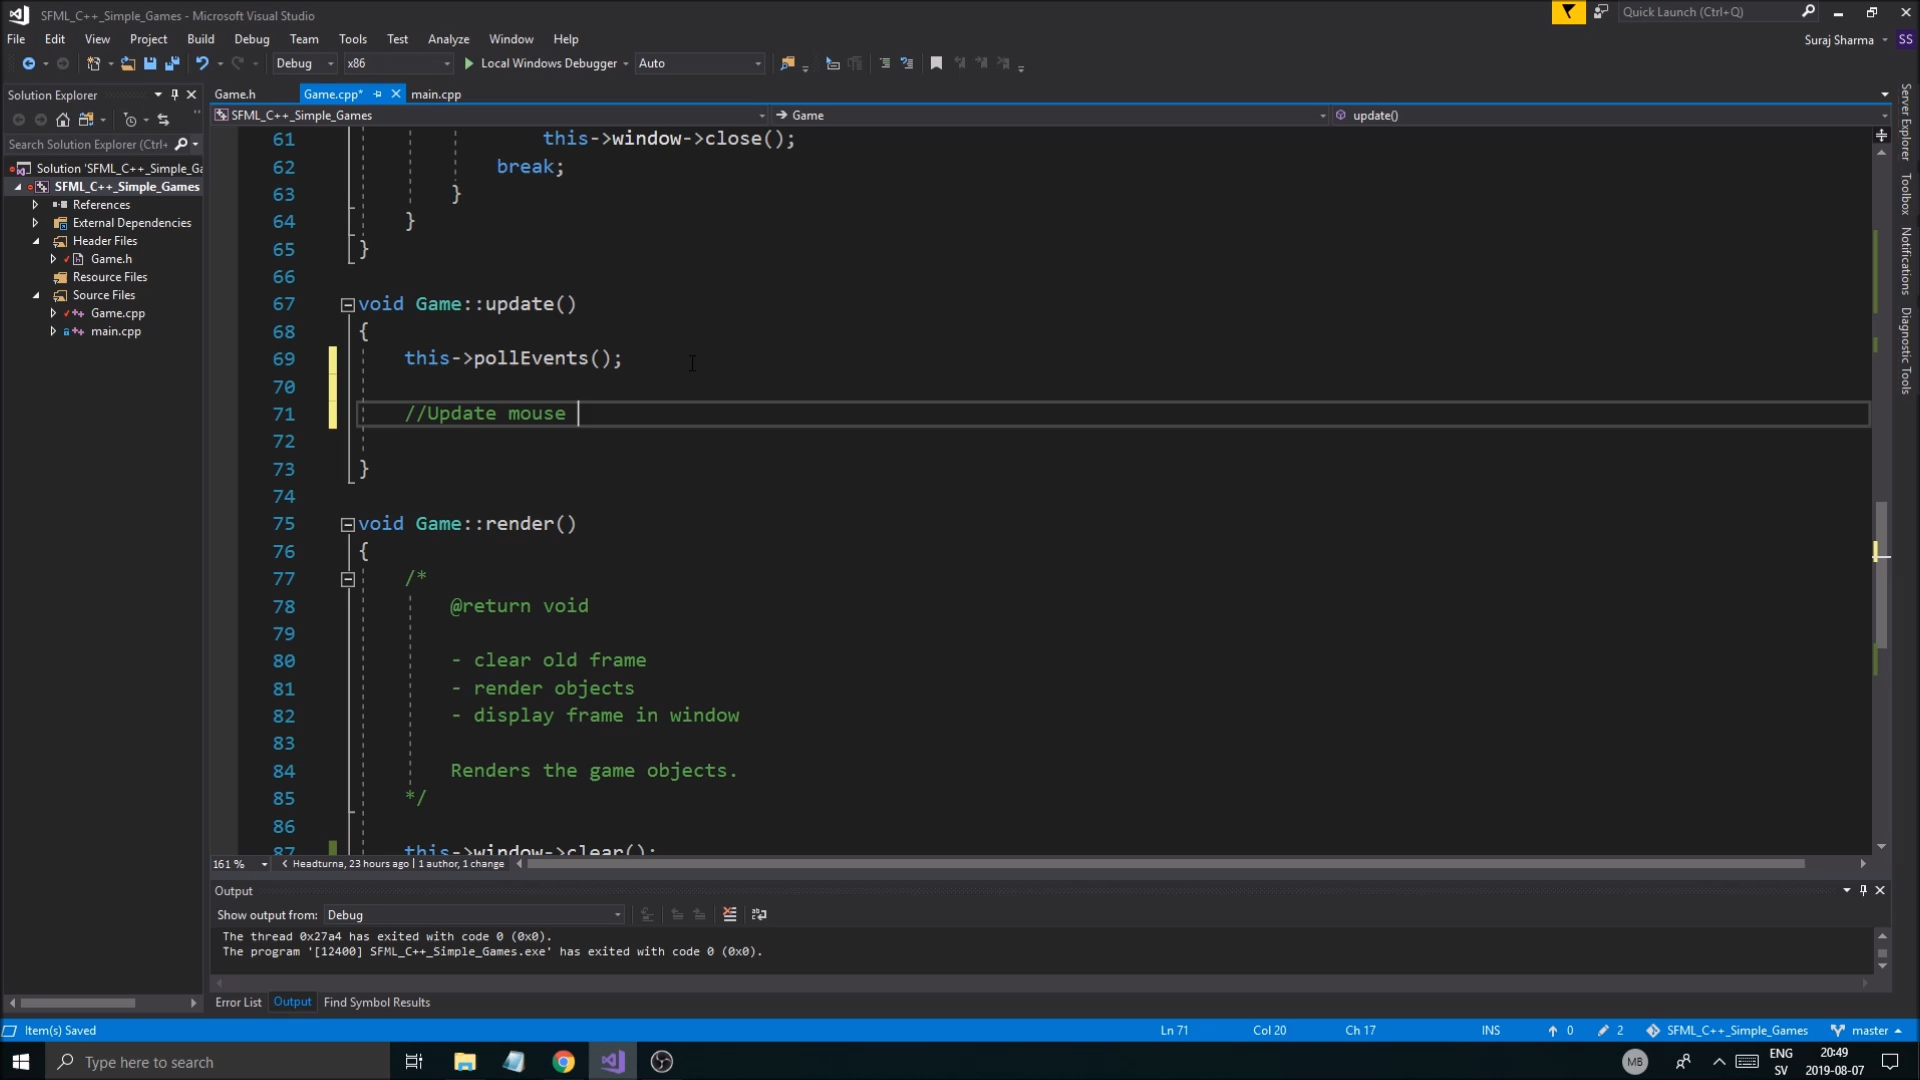 SFML_C++_Simple_Games - Microsoft Visual Studio
Quick Launch (Ctrl+Q)
File Edit View Project Build Debug Team Tools Test Analyze Window Help
Suraj Sharma SS
Debug x86 Local Windows Debugger Auto
Solution Explorer
Game.h Game.cpp* main.cpp
SFML_C++_Simple_Games Game update()
Search Solution Explorer (Ctrl+
Solution 'SFML_C++_Simple_Ga
SFML_C++_Simple_Games
References
External Dependencies
Header Files
Game.h
Resource Files
Source Files
Game.cpp
main.cpp
61 this->window->close();
62 break;
63 }
64 }
65 }
66
67 void Game::update()
68 {
69 this->pollEvents();
70
71 //Update mouse
72
73 }
74
75 void Game::render()
76 {
77 /*
78 @return void
79
80 - clear old frame
81 - render objects
82 - display frame in window
83
84 Renders the game objects.
85 */
86
87 this->window->clear();
161 % Headturna, 23 hours ago | 1 author, 1 change
Server Explorer
Toolbox
Notifications
Diagnostic Tools
Output
Show output from: Debug
The thread 0x27a4 has exited with code 0 (0x0).
The program '[12400] SFML_C++_Simple_Games.exe' has exited with code 0 (0x0).
Error List Output Find Symbol Results
Item(s) Saved Ln 71 Col 20 Ch 17 INS 0 2 SFML_C++_Simple_Games master
Type here to search
MB
ENG
SV
20:49
2019-08-07